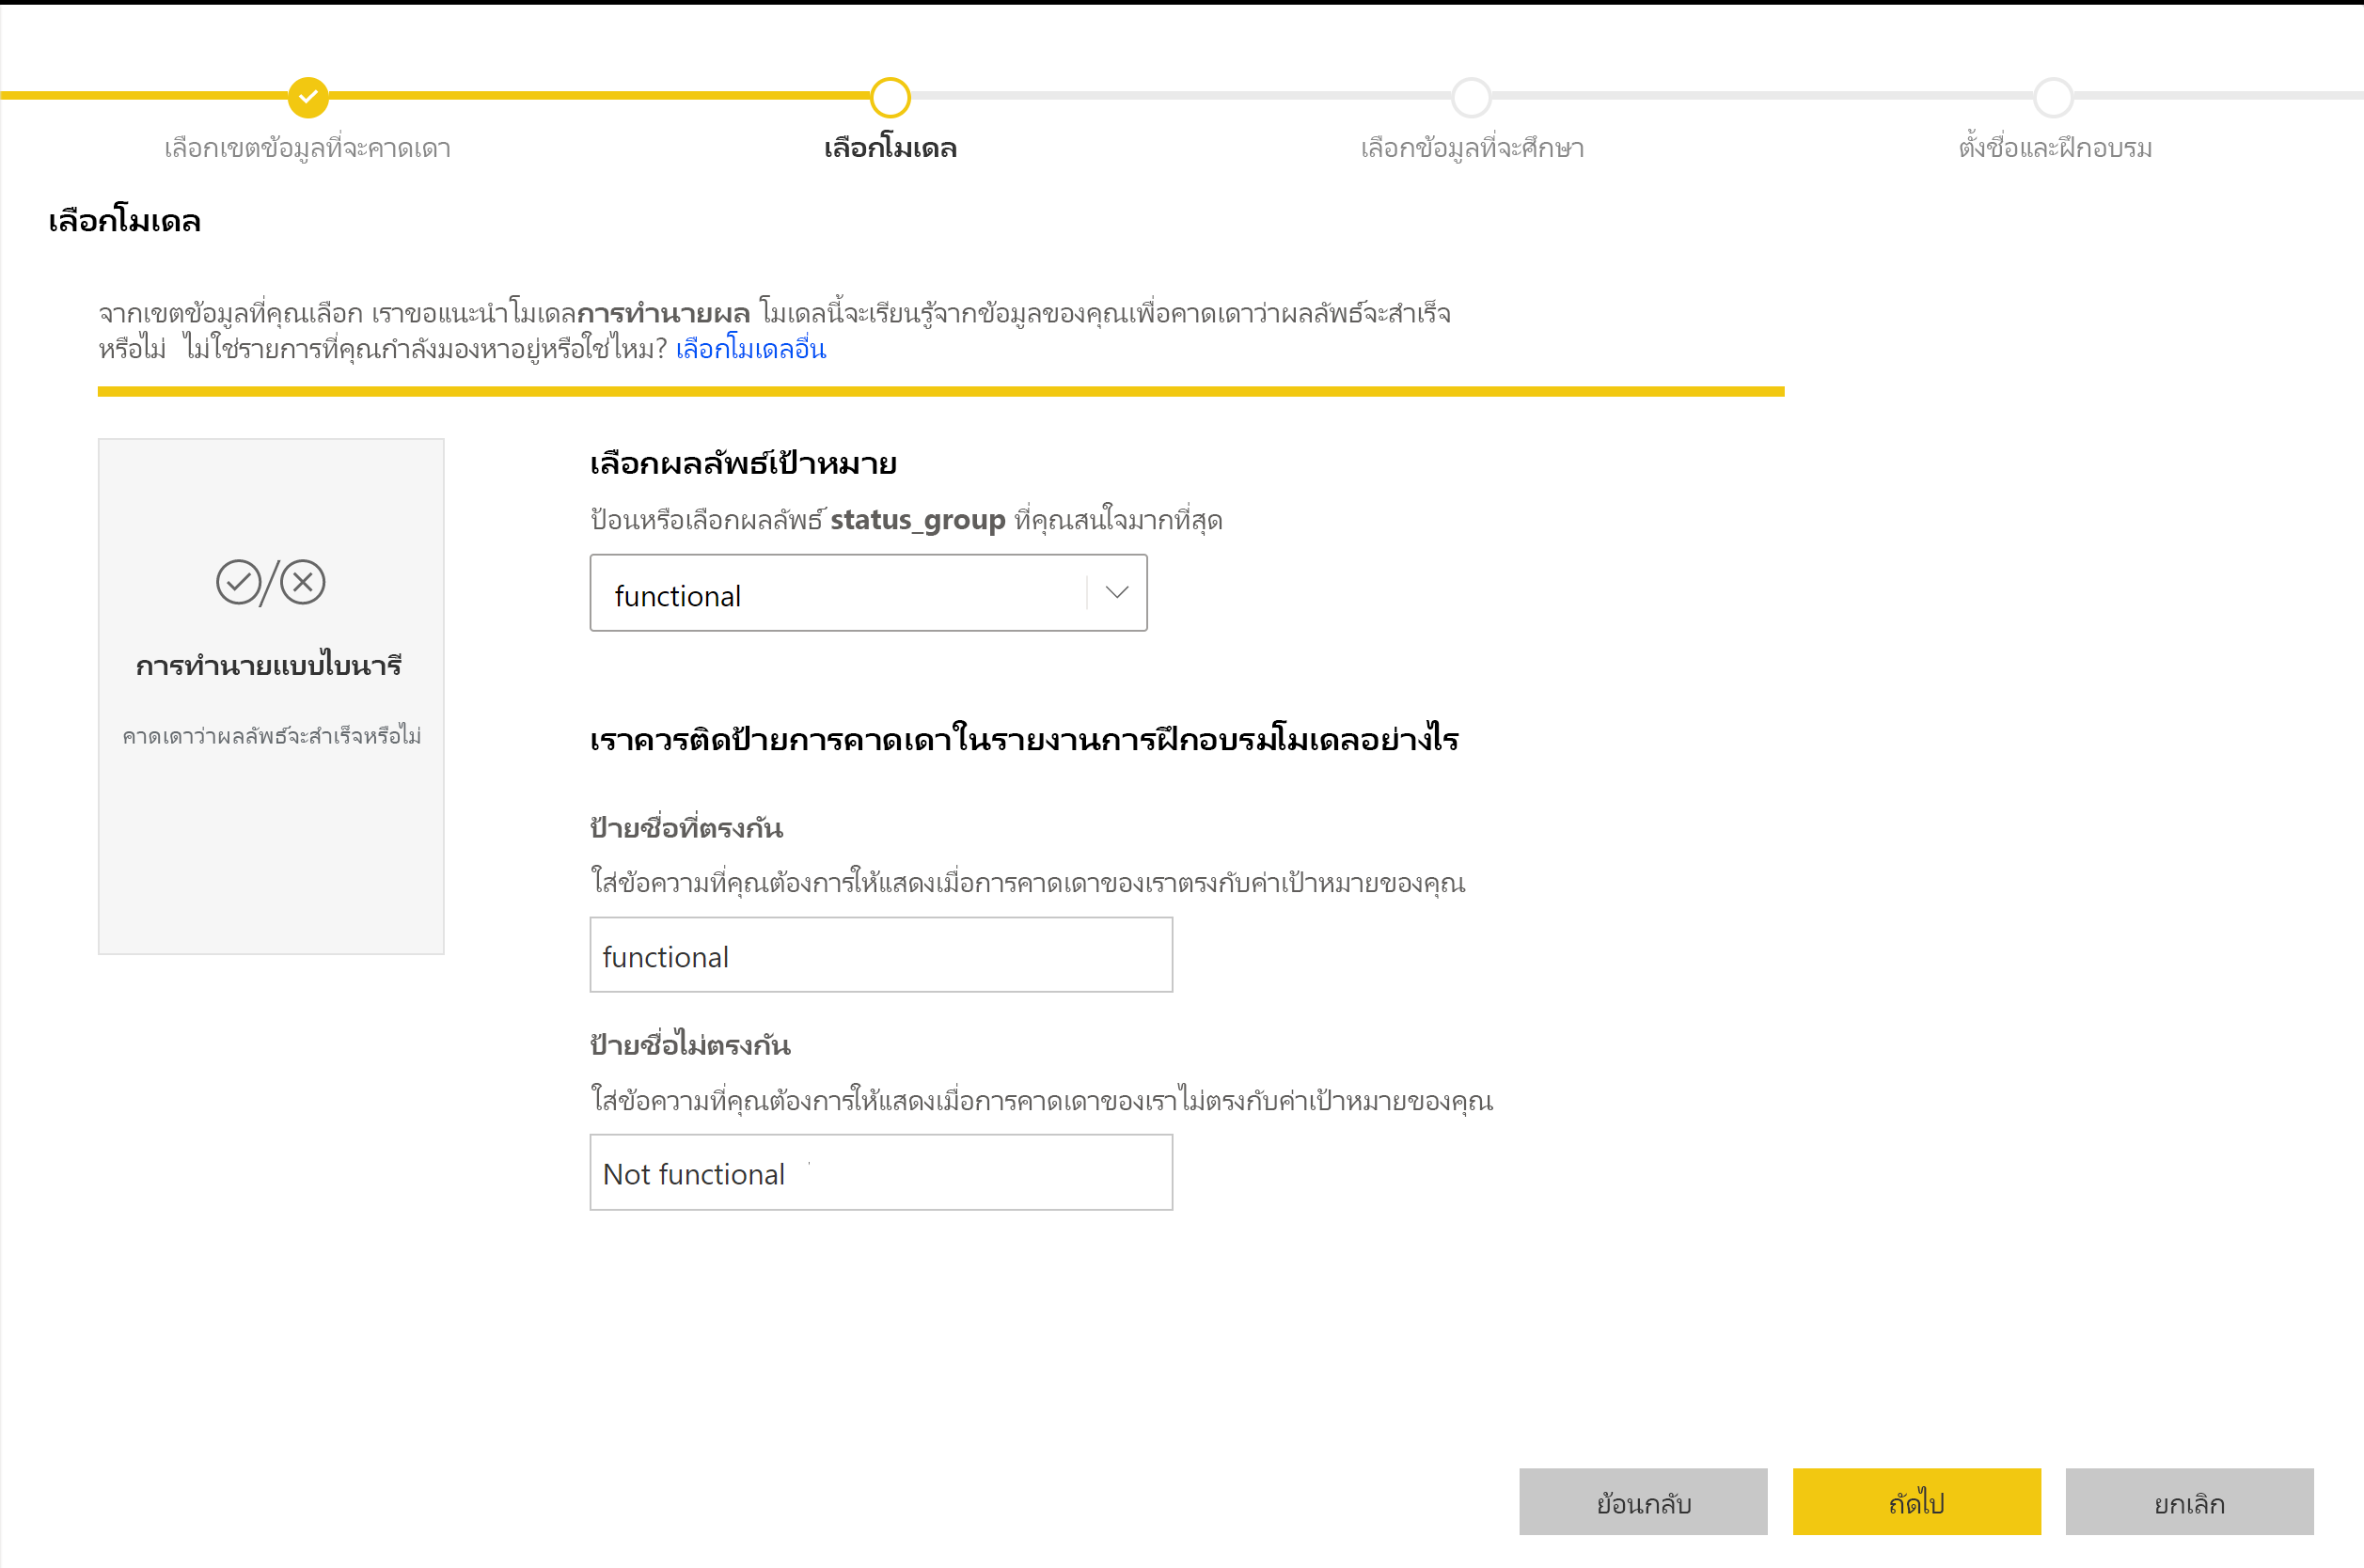 เลือกเขตข้อมูลที่จะคาดเดา
เลือกโมเดล
เลือกข้อมูลที่จะศึกษา
ตั้งชื่อและฝึกอบรม
เลือกโมเดล
จากเขตข้อมูลที่คุณเลือก เราขอแนะนำโมเดลการทำนายผล โมเดลนี้จะเรียนรู้จากข้อมูลของคุณเพื่อคาดเดาว่าผลลัพธ์จะสำเร็จ
หรือไม่ ไม่ใช่รายการที่คุณกำลังมองหาอยู่หรือใช่ไหม? เลือกโมเดลอื่น
การทำนายแบบไบนารี
คาดเดาว่าผลลัพธ์จะสำเร็จหรือไม่
เลือกผลลัพธ์เป้าหมาย
ป้อนหรือเลือกผลลัพธ์ status_group ที่คุณสนใจมากที่สุด
functional
เราควรติดป้ายการคาดเดาในรายงานการฝึกอบรมโมเดลอย่างไร
ป้ายชื่อที่ตรงกัน
ใส่ข้อความที่คุณต้องการให้แสดงเมื่อการคาดเดาของเราตรงกับค่าเป้าหมายของคุณ
functional
ป้ายชื่อไม่ตรงกัน
ใส่ข้อความที่คุณต้องการให้แสดงเมื่อการคาดเดาของเราไม่ตรงกับค่าเป้าหมายของคุณ
Not functional
ย้อนกลับ
ถัดไป
ยกเลิก